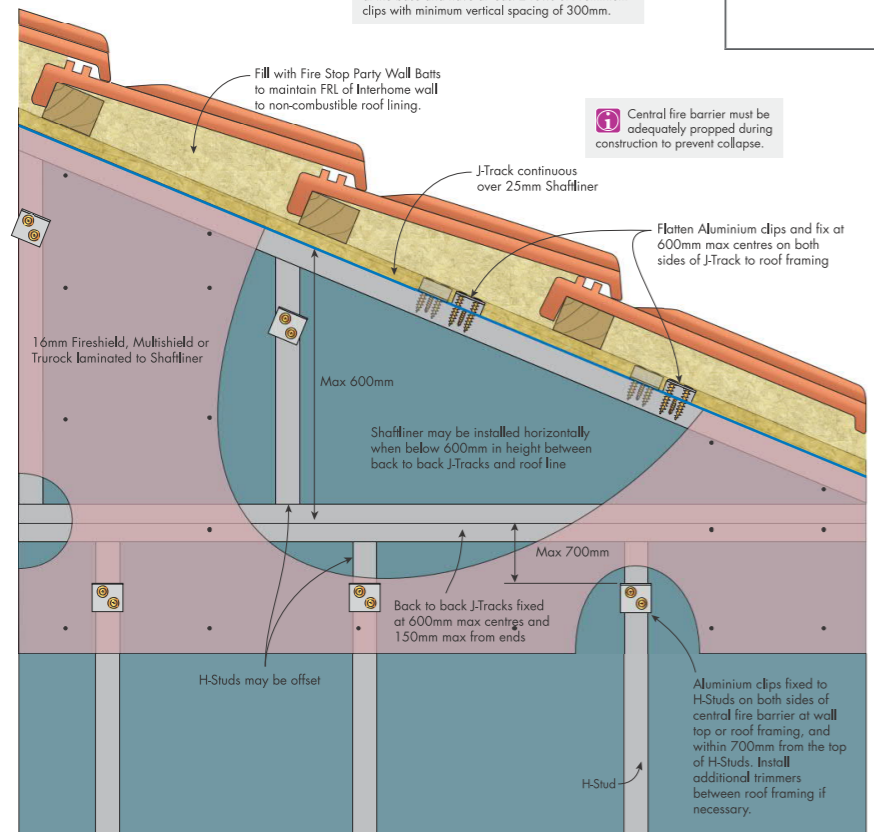 clips with minimum vertical spacing of 300mm.
Fill with Fire Stop Party Wall Batts
to maintain FRL of Interhome wall
to non-combustible roof lining.
Central fire barrier must be
adequately propped during
construction to prevent collapse.
J-Track continuous
over 25mm Shaftliner
Flatten Aluminium clips and fix at
600mm max centres on both
sides of J-Track to roof framing
16mm Fireshield, Multishield or
Trurock laminated to Shaftliner
Max 600mm
Shaftliner may be installed horizontally
when below 600mm in height between
back to back J-Tracks and roof line
Max 700mm
Back to back J-Tracks fixed
at 600mm max centres and
150mm max from ends
H-Studs may be offset
Aluminium clips fixed to
H-Studs on both sides of
central fire barrier at wall
top or roof framing, and
within 700mm from the top
of H-Studs. Install
additional trimmers
between roof framing if
necessary.
H-Stud